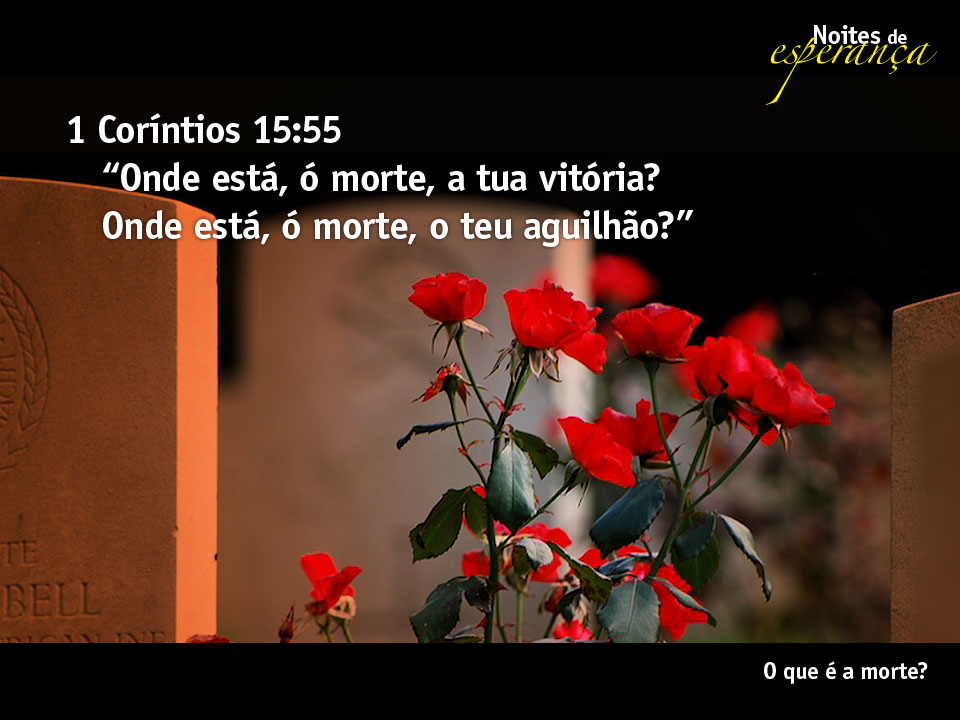 Noites de
esperança
1 Coríntios 15:55
“Onde está, ó morte, a tua vitória?
Onde está, ó morte, o teu aguilhão?”
BELL
O que é a morte?